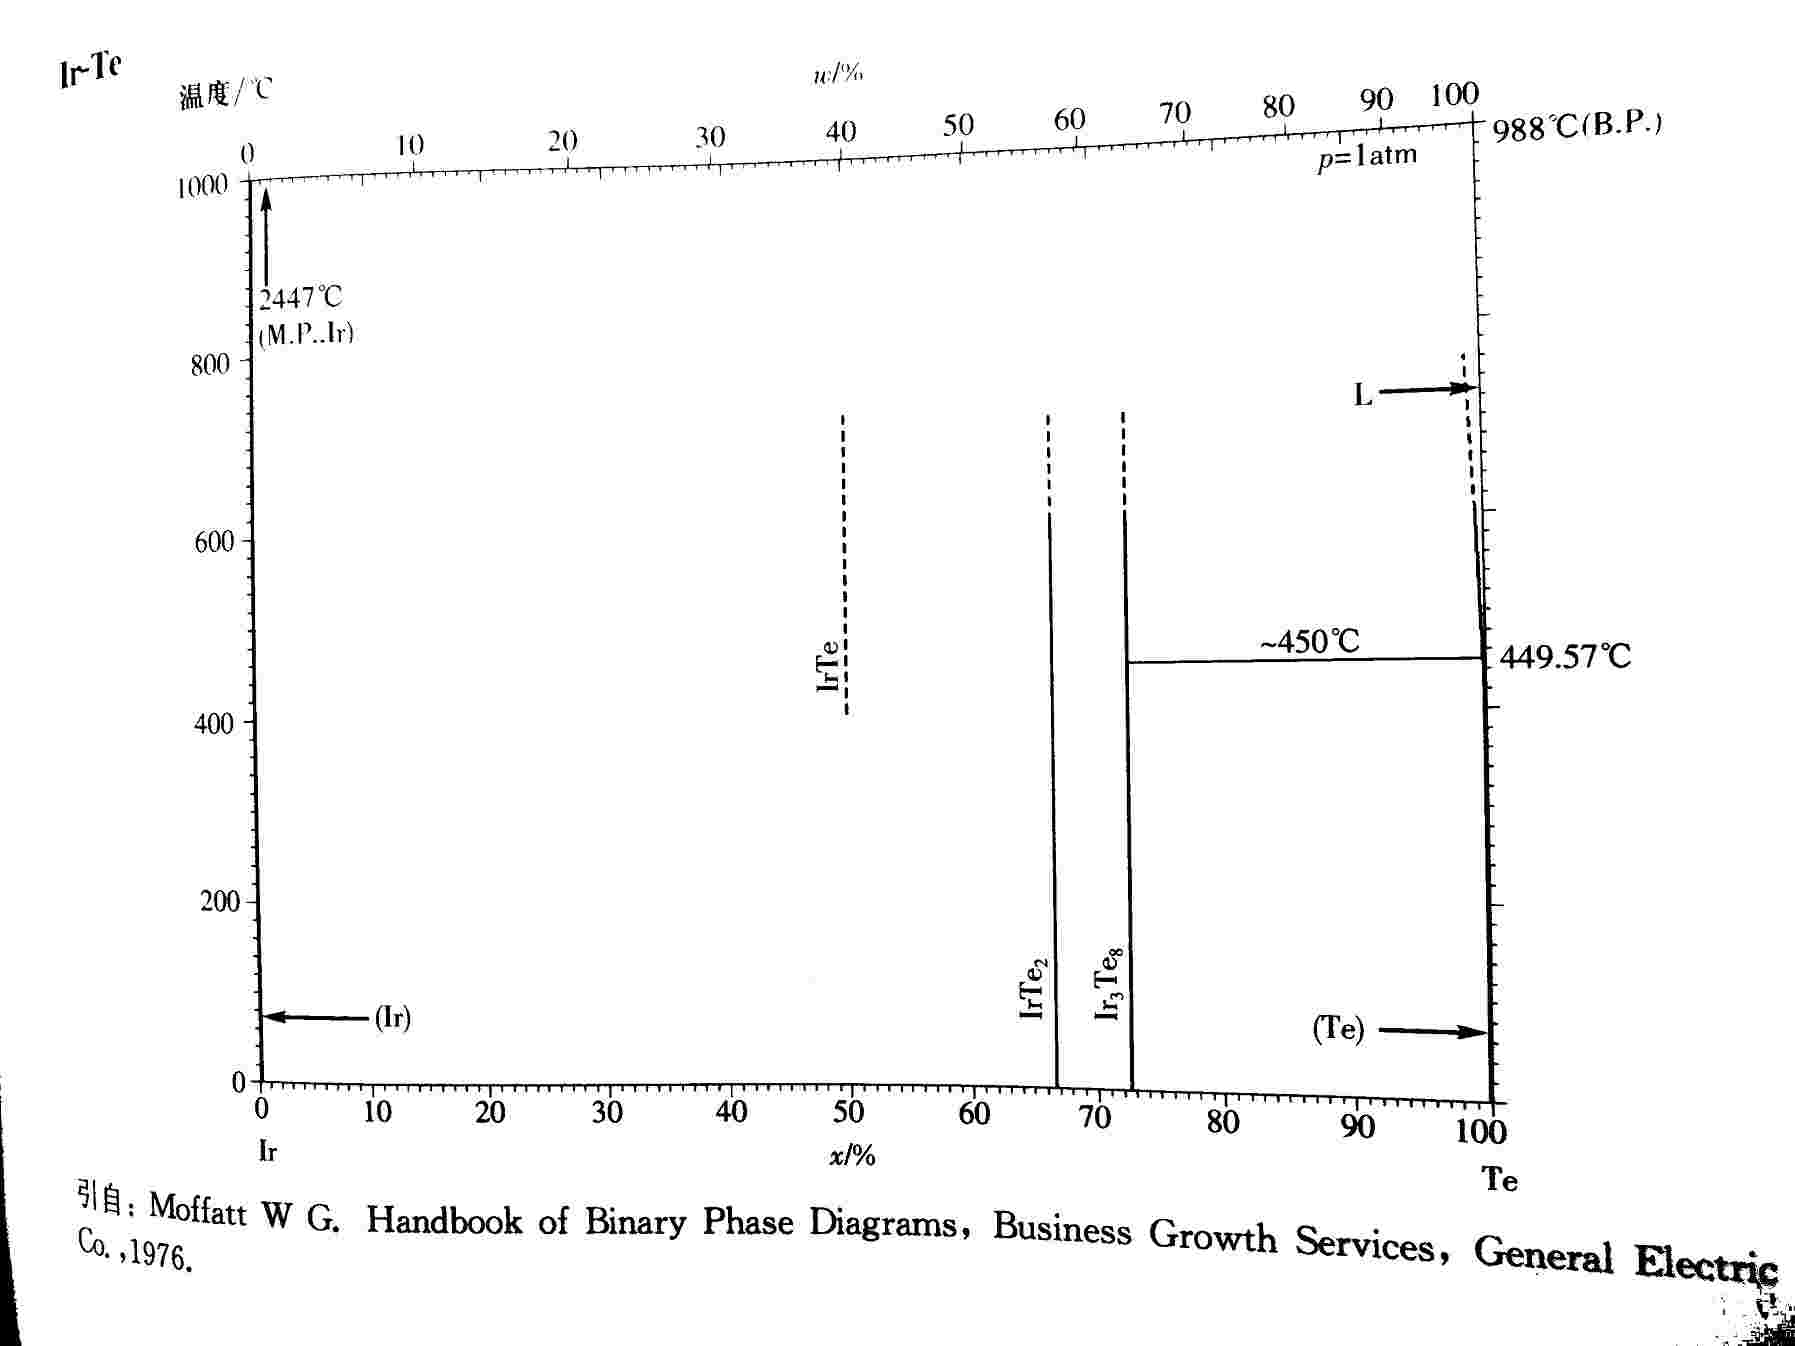 Ir-Te
温度/℃
w/%
0 10 20 30 40 50 60 70 80 90 100
988℃(B.P.)
p=1atm
1000
2447℃
(M.P..Ir)
800
L
600
IrTe
~450℃
449.57℃
400
200
IrTe₂
Ir₃Te₈
(Ir)
(Te)
0
0 10 20 30 40 50 60 70 80 90 100
Ir
x/%
Te
引自: Moffatt W G. Handbook of Binary Phase Diagrams, Business Growth Services, General Electric
Co.,1976.